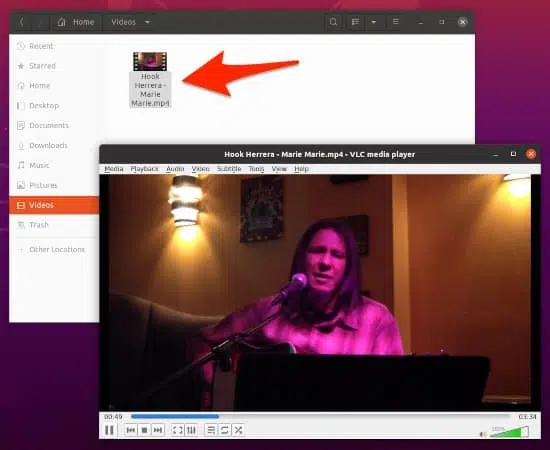 Home
Videos
Recent
Starred
Home
Desktop
Documents
Downloads
Music
Pictures
Videos
Trash
Other Locations
Hook
Herrera -
Marie
Marie.mp4
Hook Herrera - Marie Marie.mp4 - VLC media player
Media Playback Audio Video Subtitle Tools View Help
00:49 03:34
100%